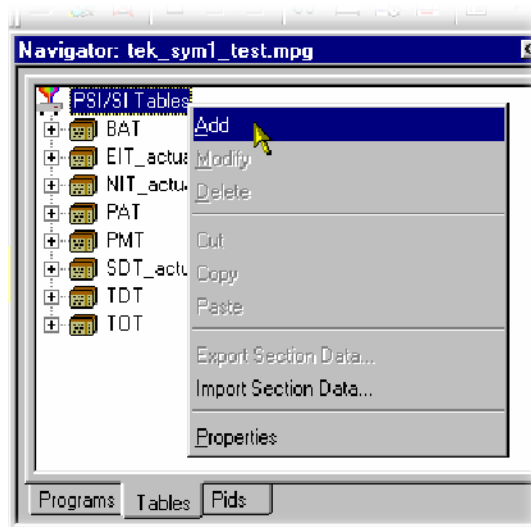 Navigator: tek_sym1_test.mpg
PSI/SI Tables
BAT
EIT_actua
NIT_actua
PAT
PMT
SDT_actu
TDT
TOT
Add
Modify
Delete
Cut
Copy
Paste
Export Section Data...
Import Section Data...
Properties
Programs
Tables
Pids